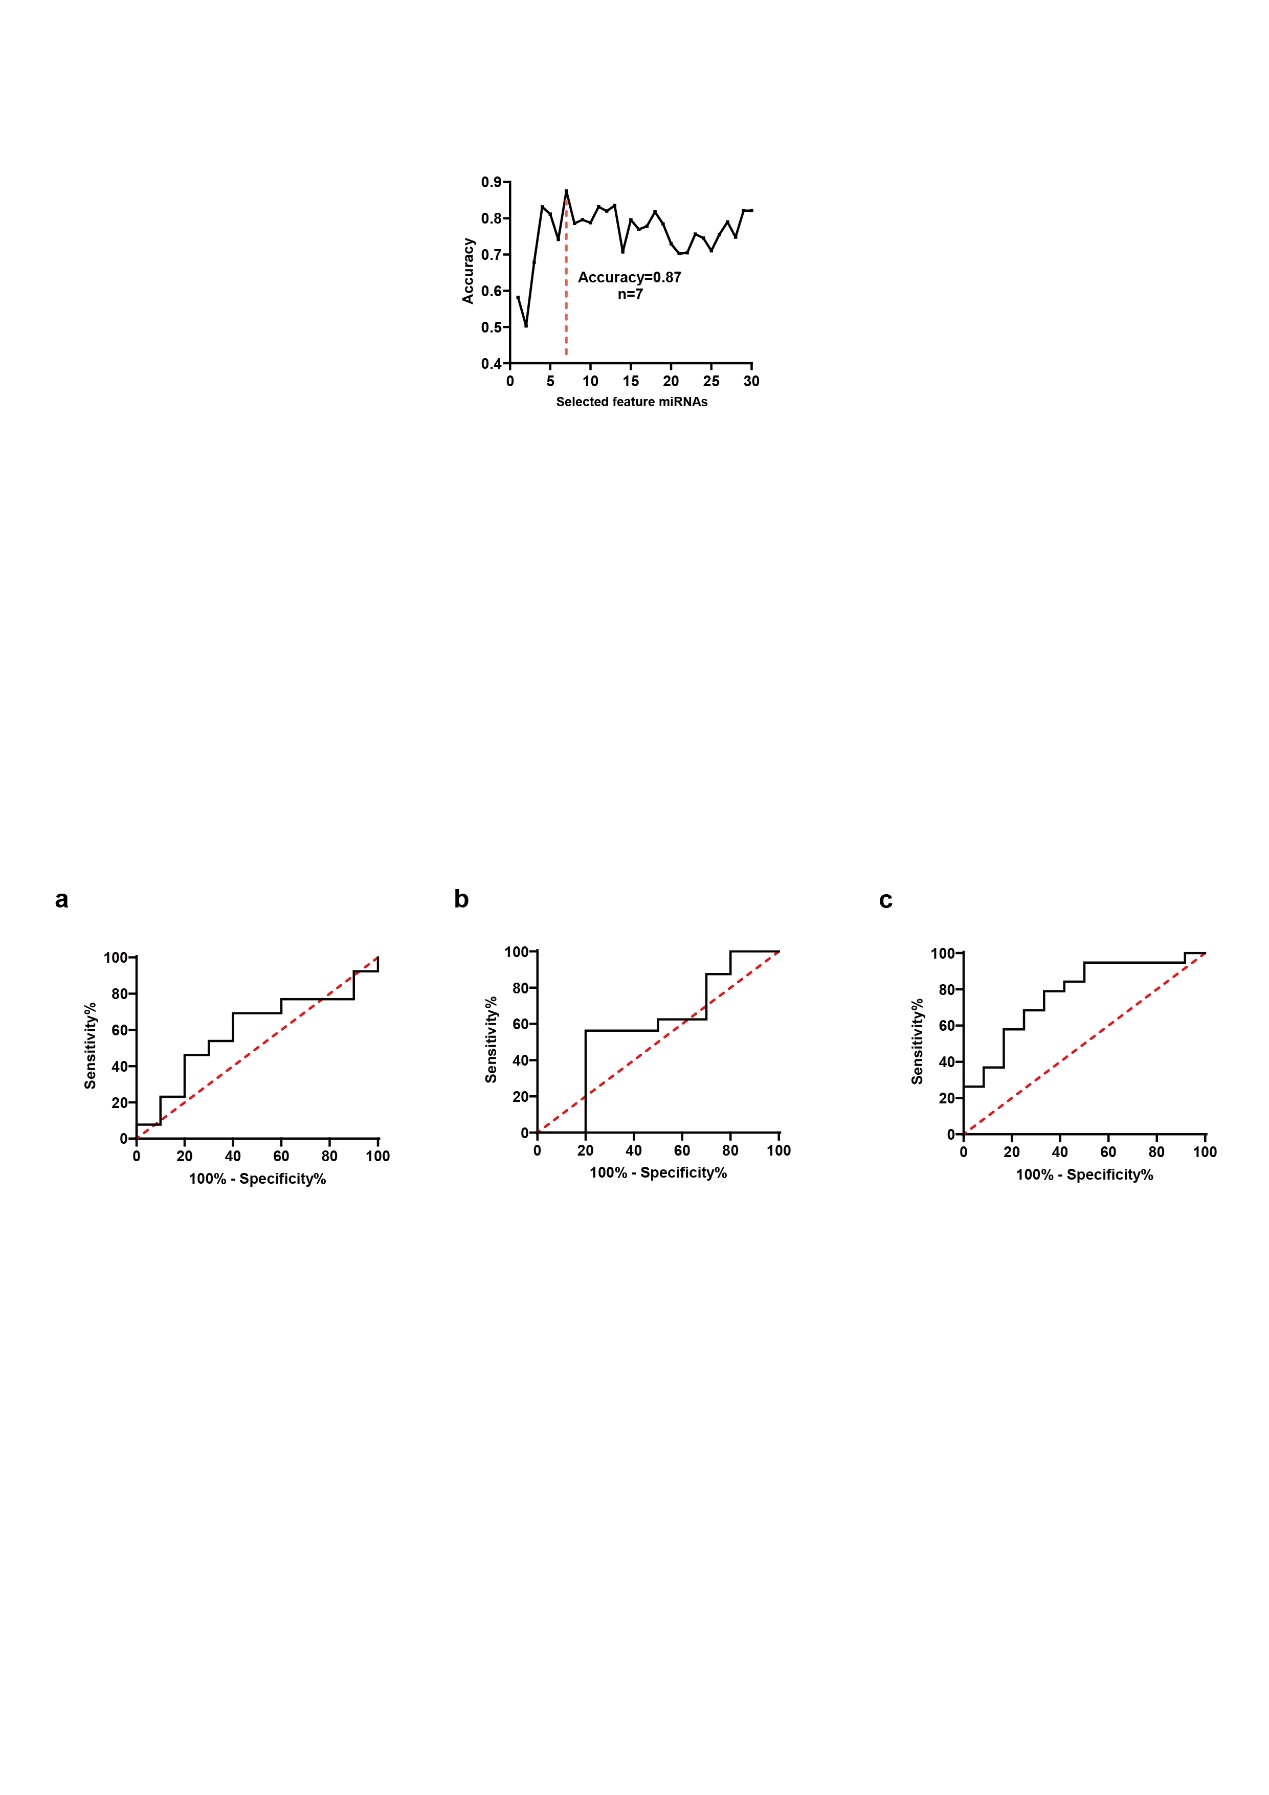 0.9
0.8
0.7
0.6
0.5
0.4
Accuracy
Accuracy=0.87
n=7
0 5 10 15 20 25 30
Selected feature miRNAs
a
100
80
60
40
20
0
Sensitivity%
0 20 40 60 80 100
100% - Specificity%
b
100
80
60
40
20
0
Sensitivity%
0 20 40 60 80 100
100% - Specificity%
c
100
80
60
40
20
0
Sensitivity%
0 20 40 60 80 100
100% - Specificity%